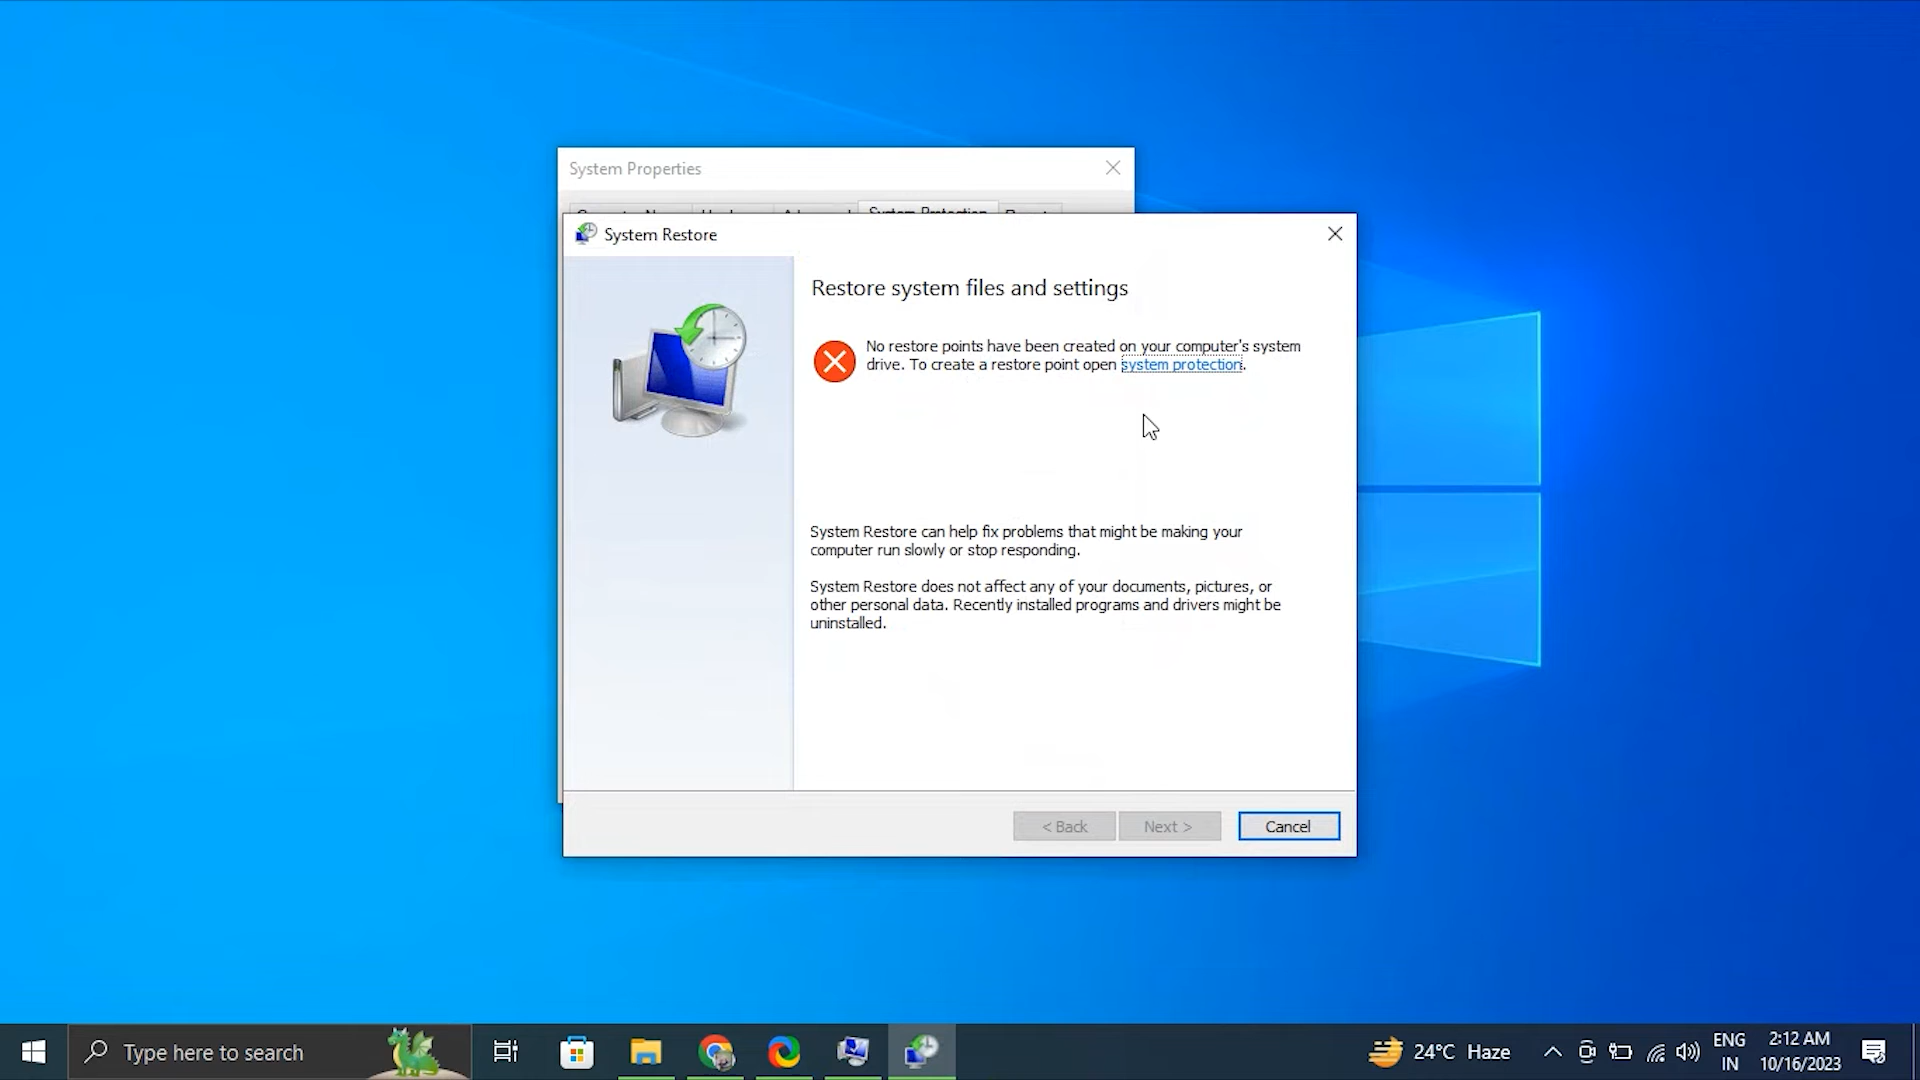 System Properties
System Protection
System Restore
Restore system files and settings
No restore points have been created on your computer's system
drive. To create a restore point open system protection.
System Restore can help fix problems that might be making your
computer run slowly or stop responding.
System Restore does not affect any of your documents, pictures, or
other personal data. Recently installed programs and drivers might be
uninstalled.
< Back
Next >
Cancel
Type here to search
24°C Haze
ENG
IN
2:12 AM
10/16/2023